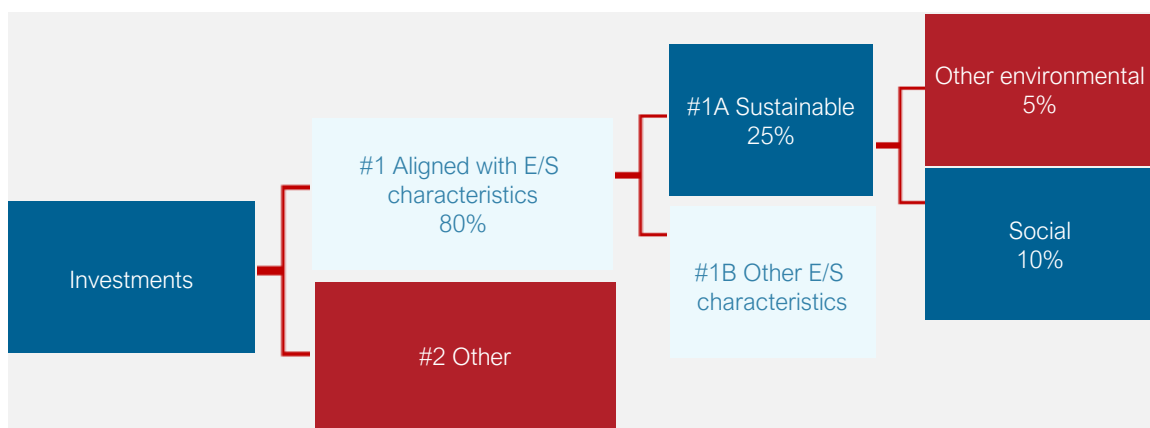 Investments
#1 Aligned with E/S
characteristics
80%
#2 Other
#1A Sustainable
25%
#1B Other E/S
characteristics
Other environmental
5%
Social
10%